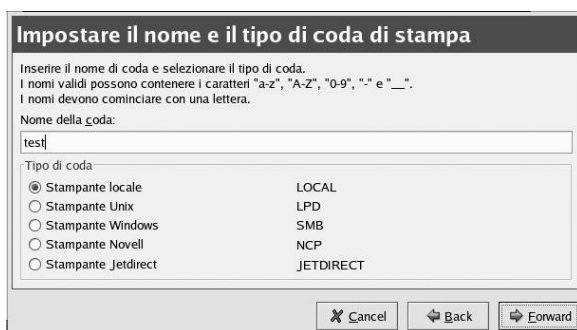 Impostare il nome e il tipo di coda di stampa
Inserire il nome di coda e selezionare il tipo di coda.
I nomi validi possono contenere i caratteri "a-z", "A-Z", "0-9", "-" e "__".
I nomi devono cominciare con una lettera.
Nome della coda:
test
Tipo di coda
Stampante locale LOCAL
Stampante Unix LPD
Stampante Windows SMB
Stampante Novell NCP
Stampante Jetdirect JETDIRECT
Cancel Back Forward